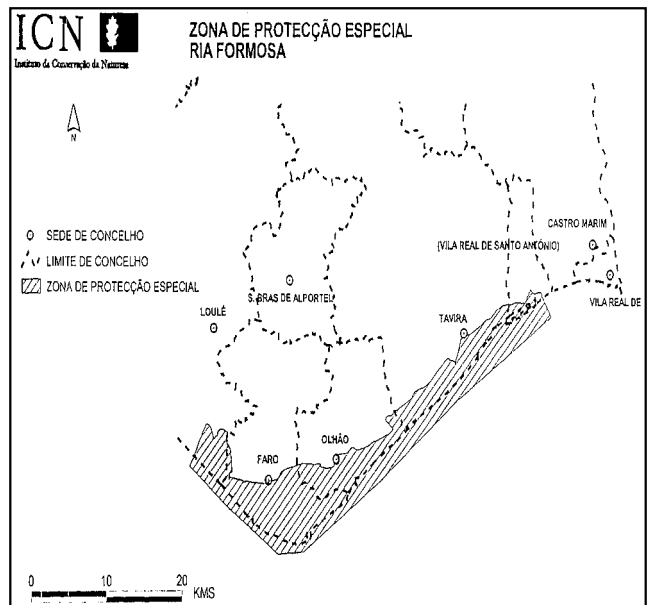 ICN
Instituto da Conservação da Natureza
ZONA DE PROTECÇÃO ESPECIAL
RIA FORMOSA
N
SEDE DE CONCELHO
LIMITE DE CONCELHO
ZONA DE PROTECÇÃO ESPECIAL
CASTRO MARIM
(VILA REAL DE SANTO ANTÓNIO)
S. BRAS DE ALPORTEL
VILA REAL DE
LOULÉ
TAVIRA
OLHÃO
FARO
0 10 20
KMS